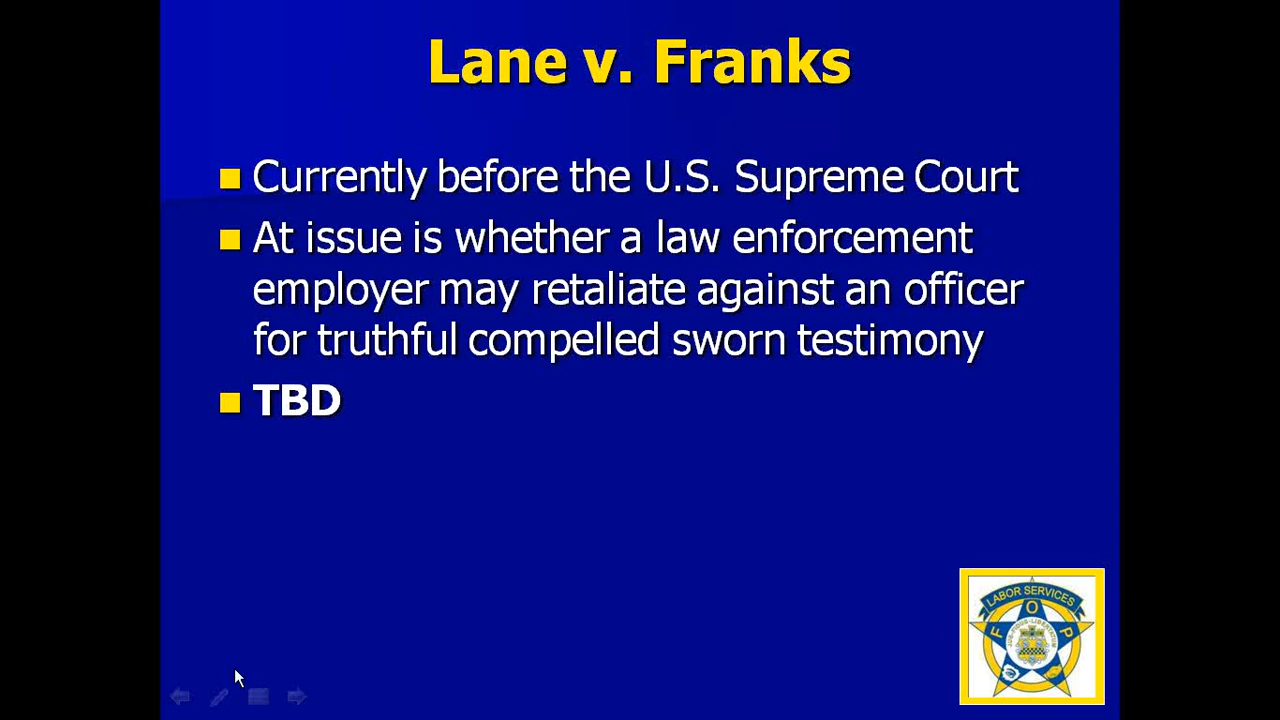 Lane v. Franks
Currently before the U.S. Supreme Court
At issue is whether a law enforcement
employer may retaliate against an officer
for truthful compelled sworn testimony
TBD
LABOR SERVICES
F O P